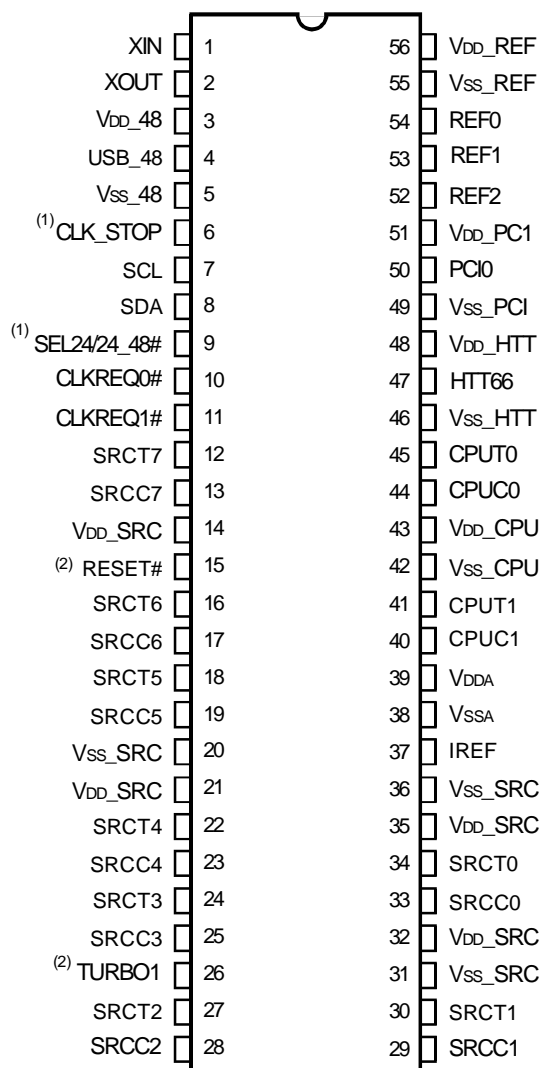 XIN 1 56 VDD_REF
XOUT 2 55 VSS_REF
VDD_48 3 54 REF0
USB_48 4 53 REF1
VSS_48 5 52 REF2
(1) CLK_STOP 6 51 VDD_PC1
SCL 7 50 PCI0
SDA 8 49 VSS_PCI
(1) SEL24/24_48# 9 48 VDD_HTT
CLKREQ0# 10 47 HTT66
CLKREQ1# 11 46 VSS_HTT
SRCT7 12 45 CPUT0
SRCC7 13 44 CPUC0
VDD_SRC 14 43 VDD_CPU
(2) RESET# 15 42 VSS_CPU
SRCT6 16 41 CPUT1
SRCC6 17 40 CPUC1
SRCT5 18 39 VDDA
SRCC5 19 38 VSSA
VSS_SRC 20 37 IREF
VDD_SRC 21 36 VSS_SRC
SRCT4 22 35 VDD_SRC
SRCC4 23 34 SRCT0
SRCT3 24 33 SRCC0
SRCC3 25 32 VDD_SRC
(2) TURBO1 26 31 VSS_SRC
SRCT2 27 30 SRCT1
SRCC2 28 29 SRCC1